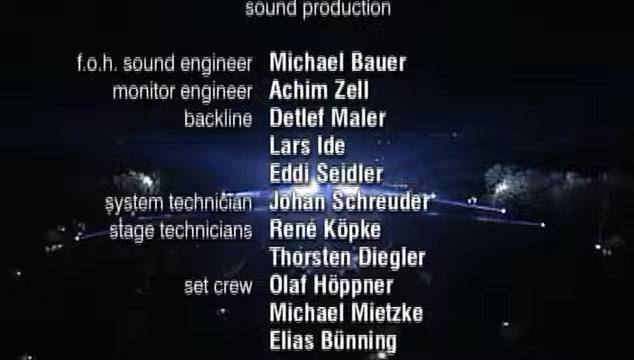 sound production
f.o.h. sound engineer Michael Bauer
monitor engineer Achim Zell
backline Detlef Maler
Lars Ide
Eddi Seidler
system technician Johan Schreuder
stage technicians René Köpke
Thorsten Diegler
set crew Olaf Höppner
Michael Mietzke
Elias Bünning